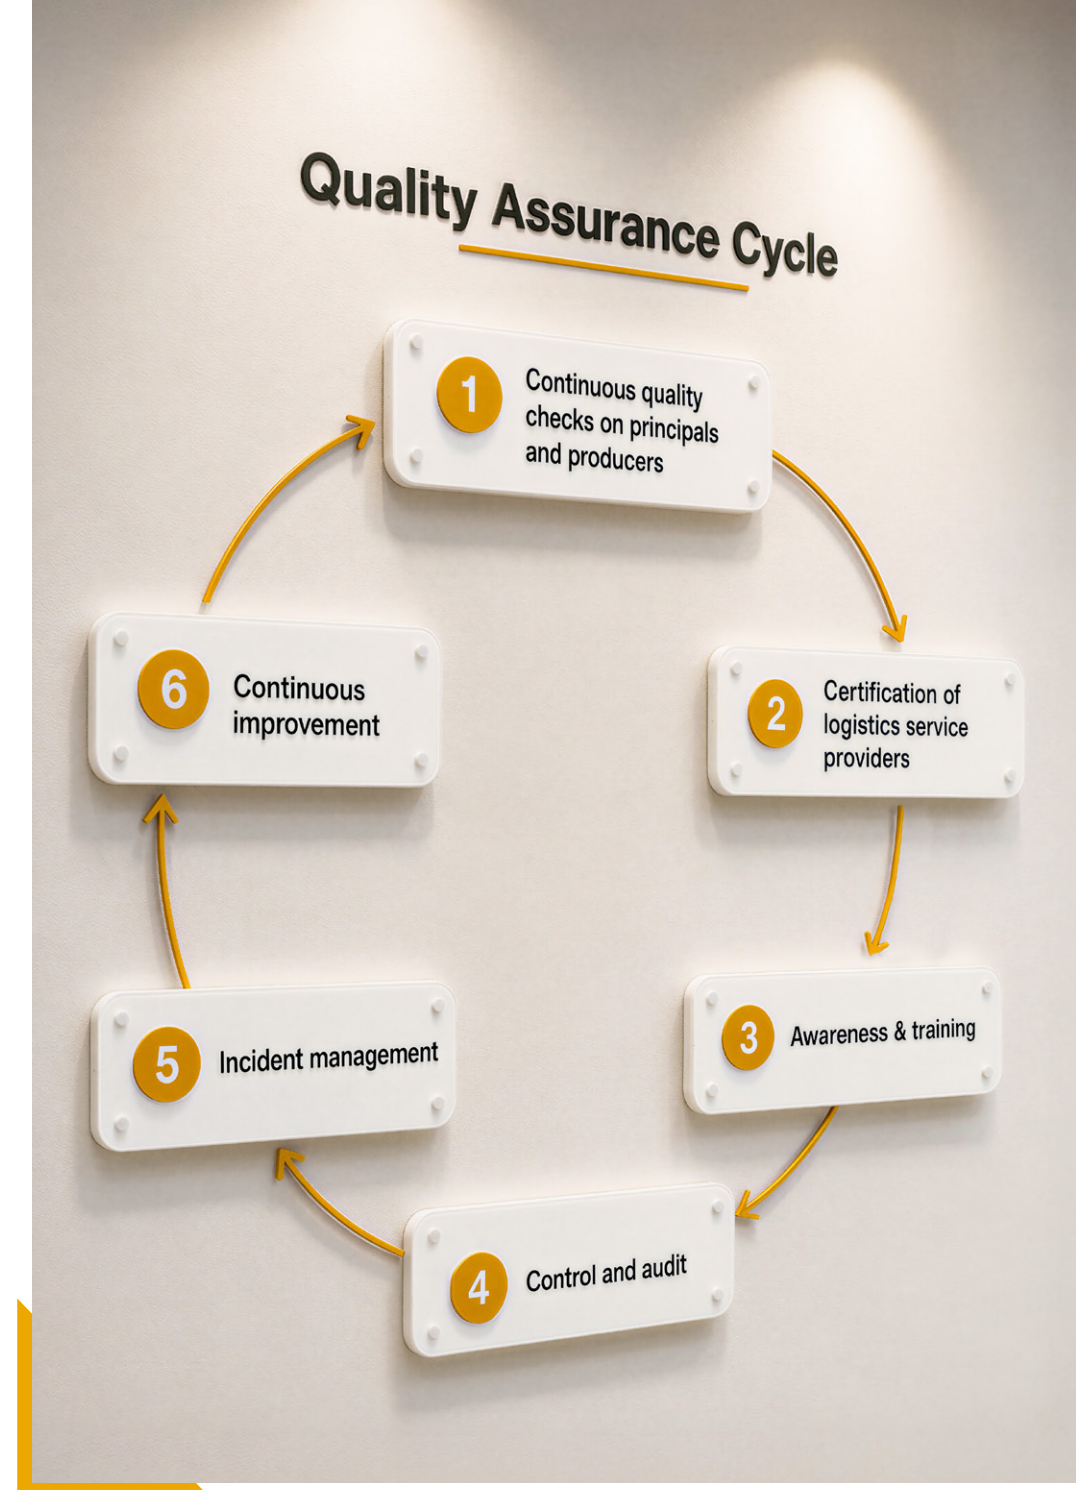 Quality Assurance Cycle
1
Continuous quality
checks on principals
and producers
2
Certification of
logistics service
providers
3
Awareness & training
4
Control and audit
5
Incident management
6
Continuous
improvement